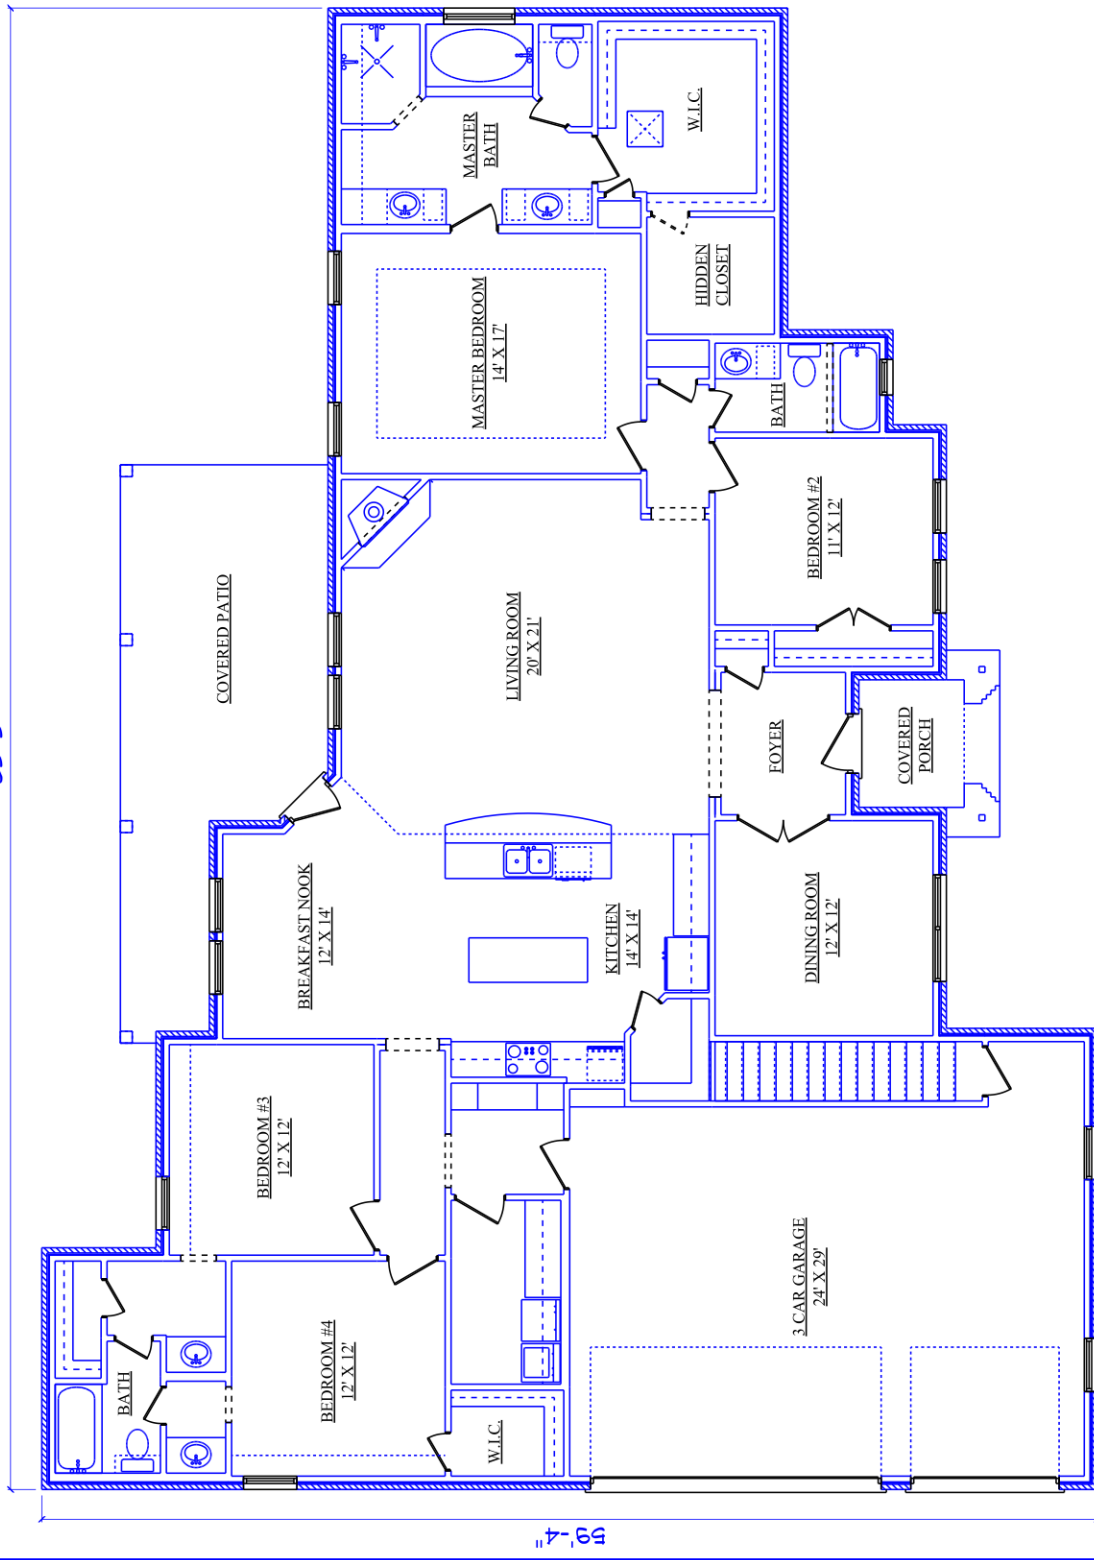 MASTER
BATH
W.I.C.
HIDDEN
CLOSET
MASTER BEDROOM
14' X 17'
BATH
BEDROOM #2
11' X 12'
COVERED PATIO
LIVING ROOM
20' X 21'
FOYER
COVERED
PORCH
BREAKFAST NOOK
12' X 14'
KITCHEN
14' X 14'
DINING ROOM
12' X 12'
BEDROOM #3
12' X 12'
BEDROOM #4
12' X 12'
BATH
W.I.C.
3 CAR GARAGE
24' X 29'
59'-4"